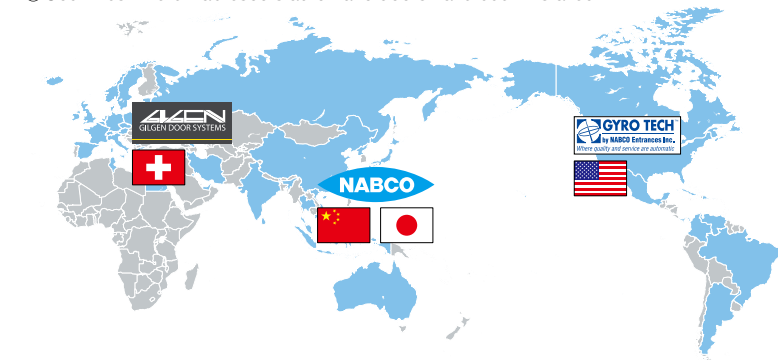 GILGEN DOOR SYSTEMS
NABCO
GYRO TECH
by NABCO Entrances Inc.
Where quality and service are automatic